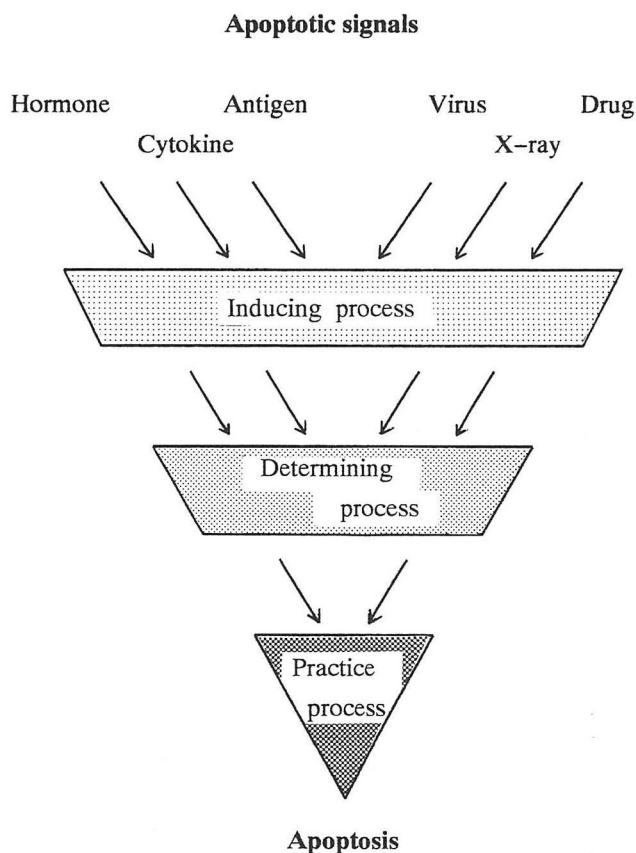 Apoptotic signals
Hormone Antigen Virus Drug
Cytokine X-ray
Inducing process
Determining
process
Practice
process
Apoptosis